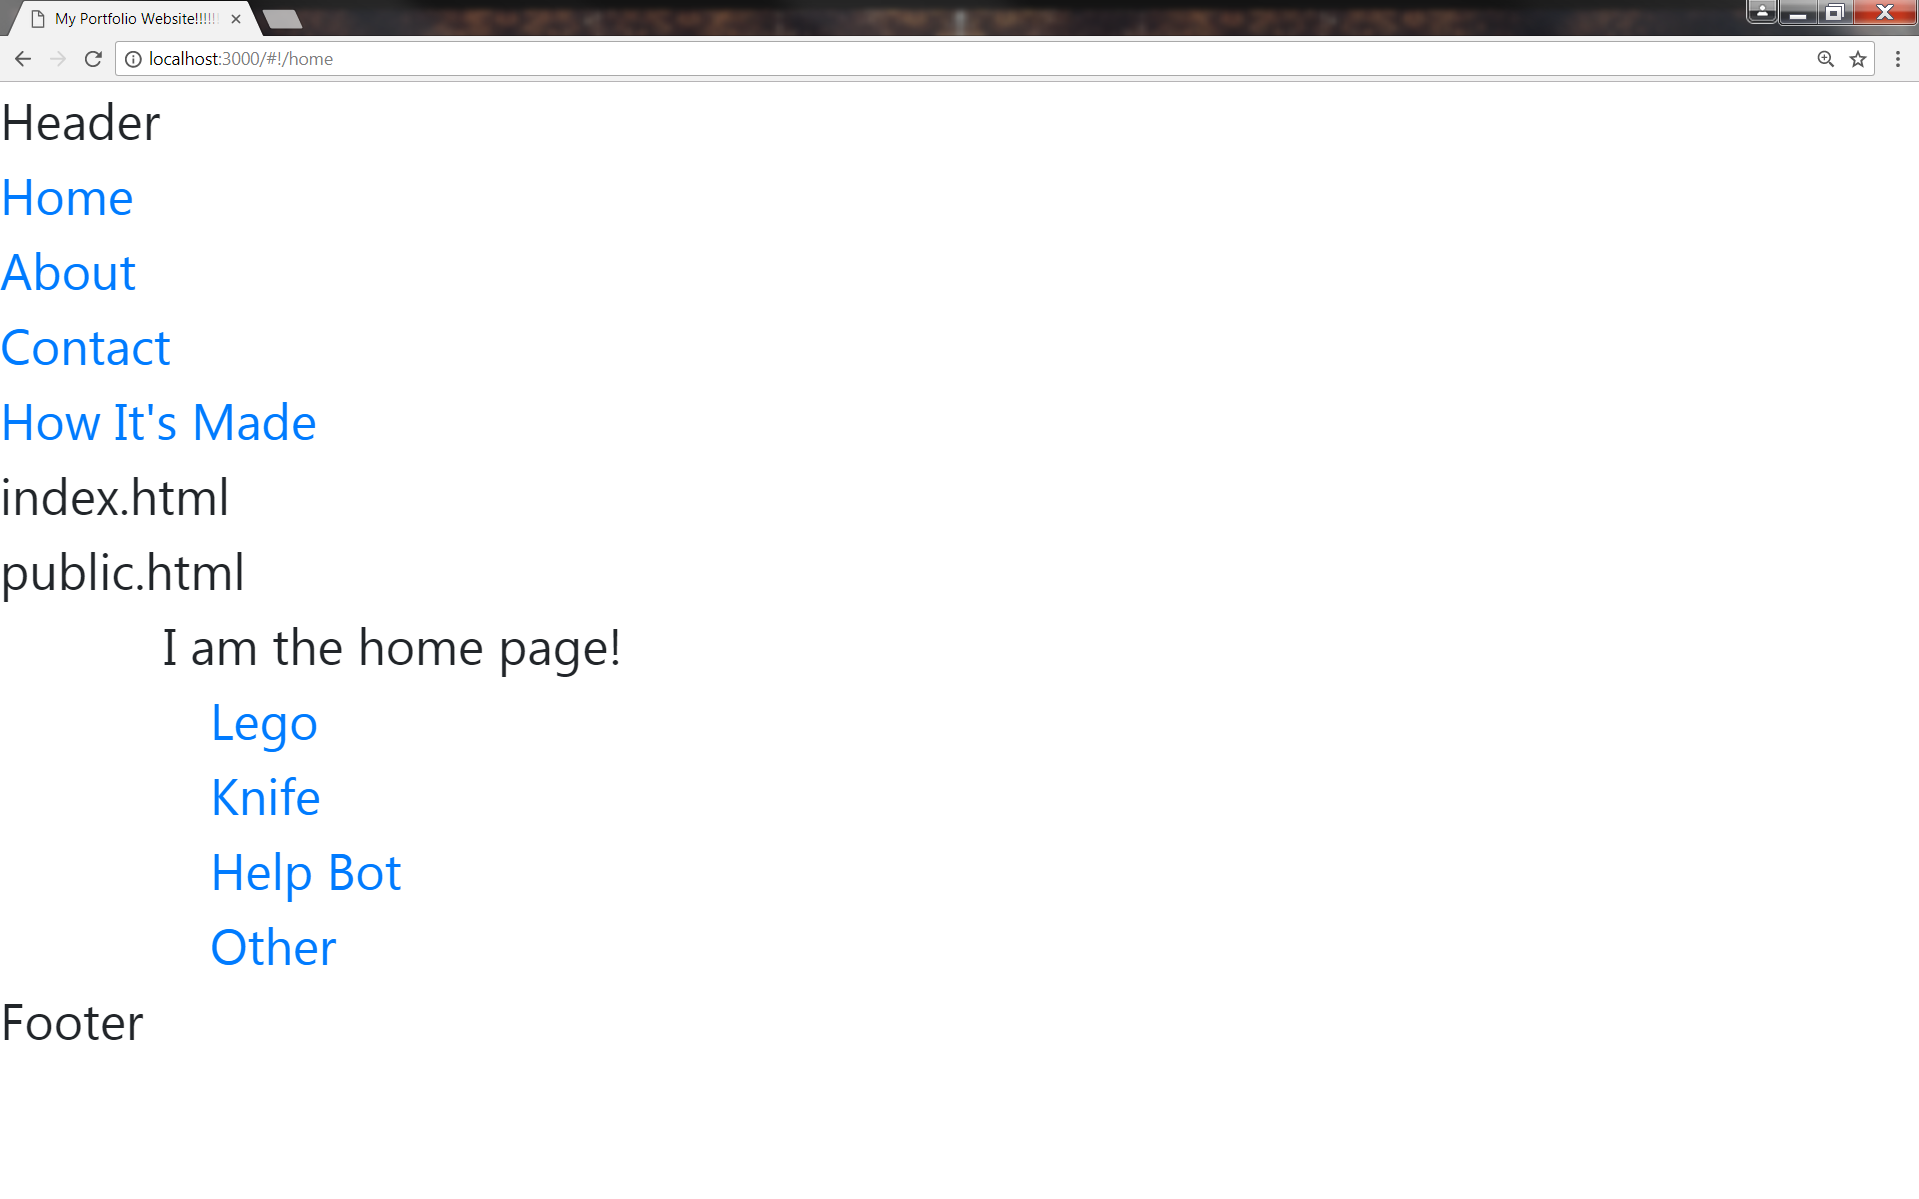 My Portfolio Website!!!!!!
localhost:3000/#!/home
Header
Home
About
Contact
How It's Made
index.html
public.html
I am the home page!
Lego
Knife
Help Bot
Other
Footer